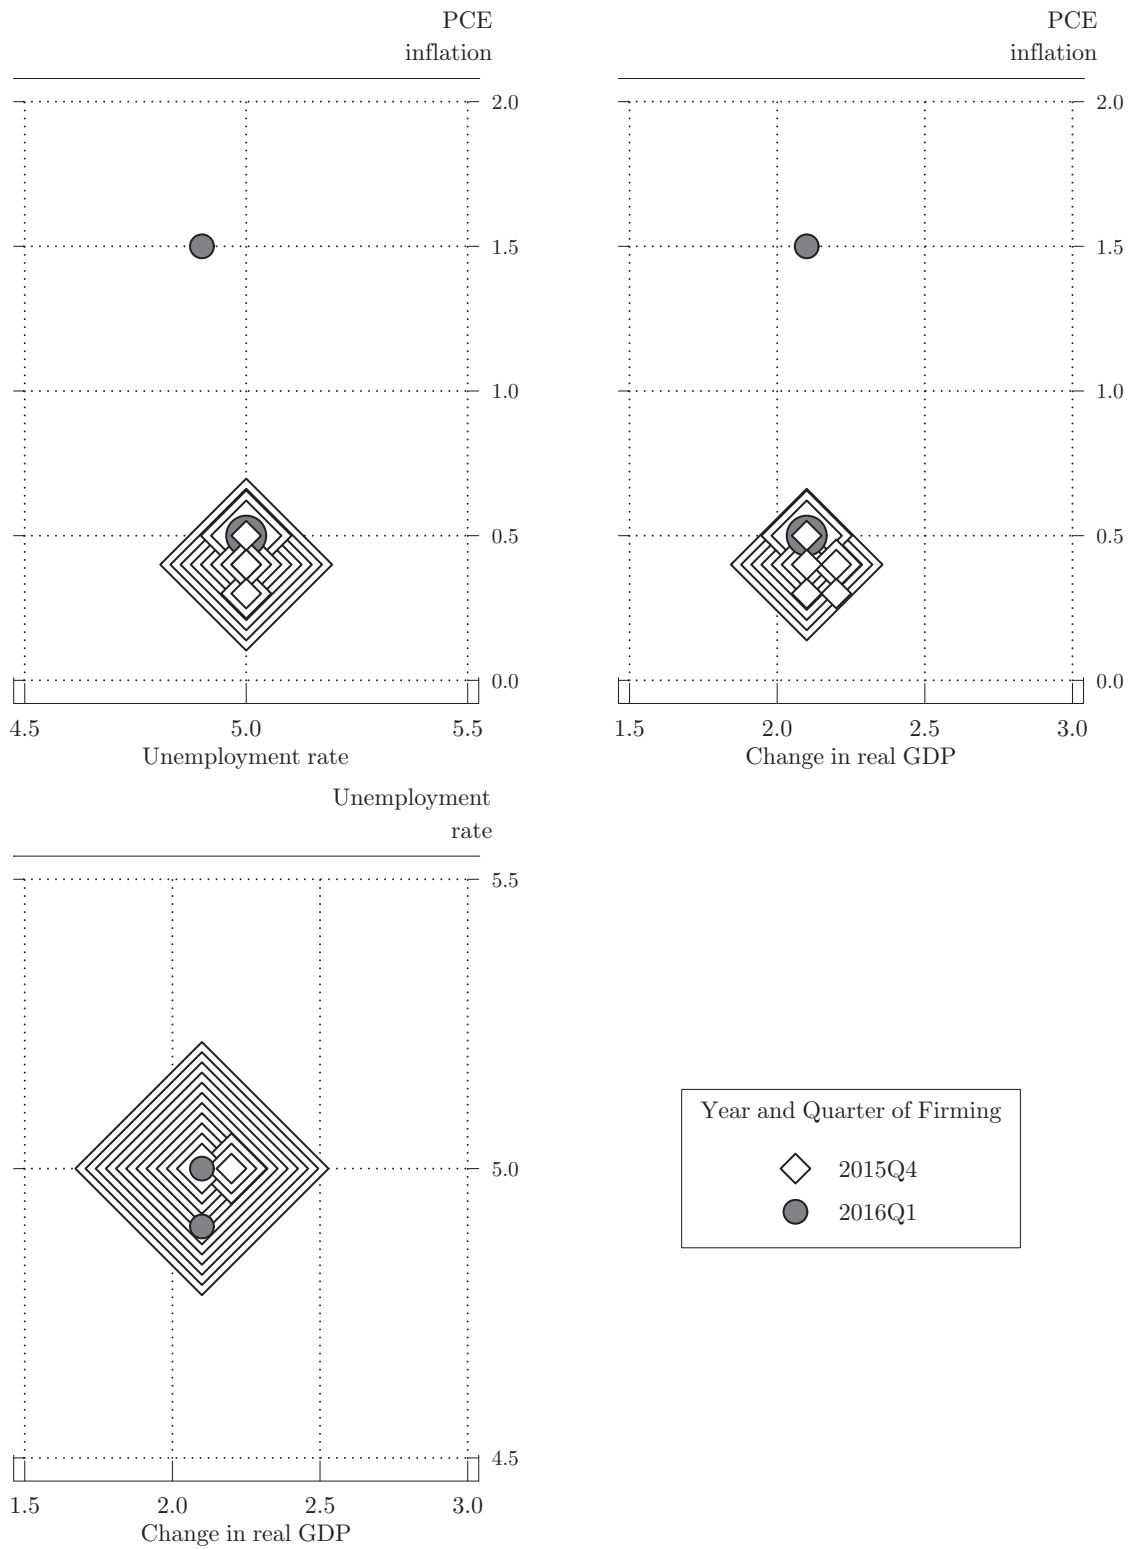 PCE
inflation
PCE
inflation
2.0
2.0
1.5
1.5
1.0
1.0
0.5
0.5
0.0
0.0
4.5 5.0 5.5
1.5 2.0 2.5 3.0
Unemployment rate
Change in real GDP
Unemployment
rate
5.5
Year and Quarter of Firming
5.0
2015Q4
2016Q1
4.5
1.5 2.0 2.5 3.0
Change in real GDP